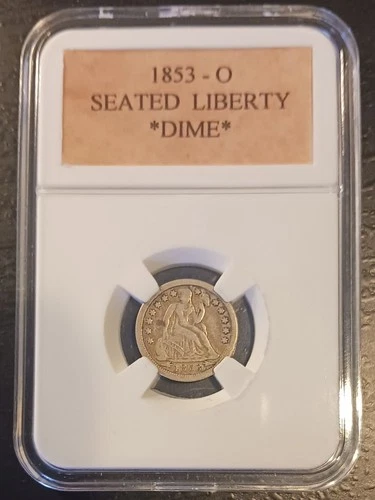 1853 - O
SEATED LIBERTY
*DIME*